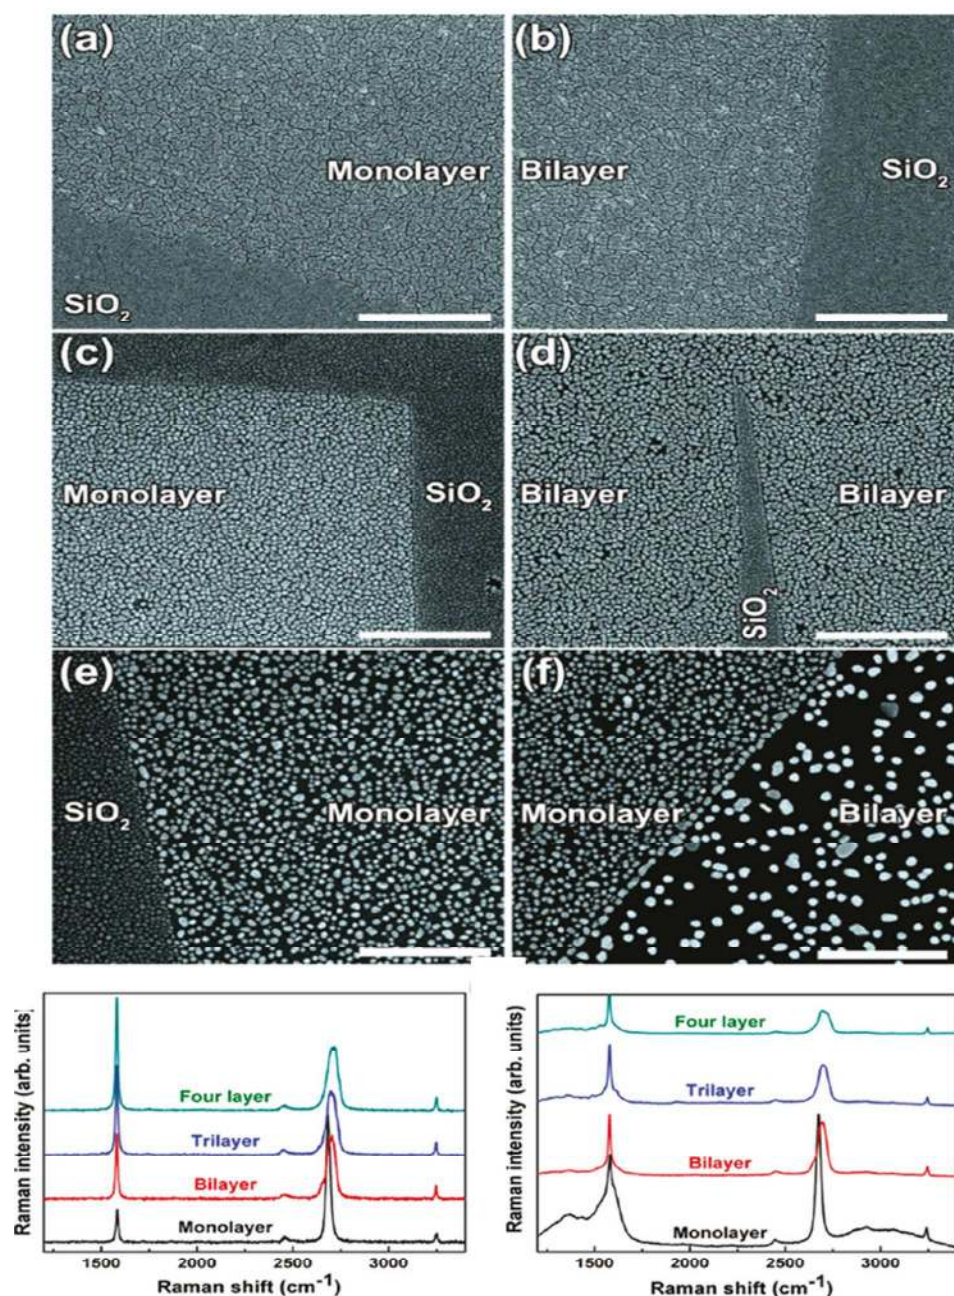 (a)
Monolayer
SiO₂
(b)
Bilayer
SiO₂
(c)
Monolayer
SiO₂
(d)
Bilayer
Bilayer
SiO₂
(e)
SiO₂
Monolayer
(f)
Monolayer
Bilayer
Raman intensity (arb. units)
Four layer
Trilayer
Bilayer
Monolayer
1500 2000 2500 3000
Raman shift (cm⁻¹)
Raman intensity (arb. units)
Four layer
Trilayer
Bilayer
Monolayer
1500 2000 2500 3000
Raman shift (cm⁻¹)